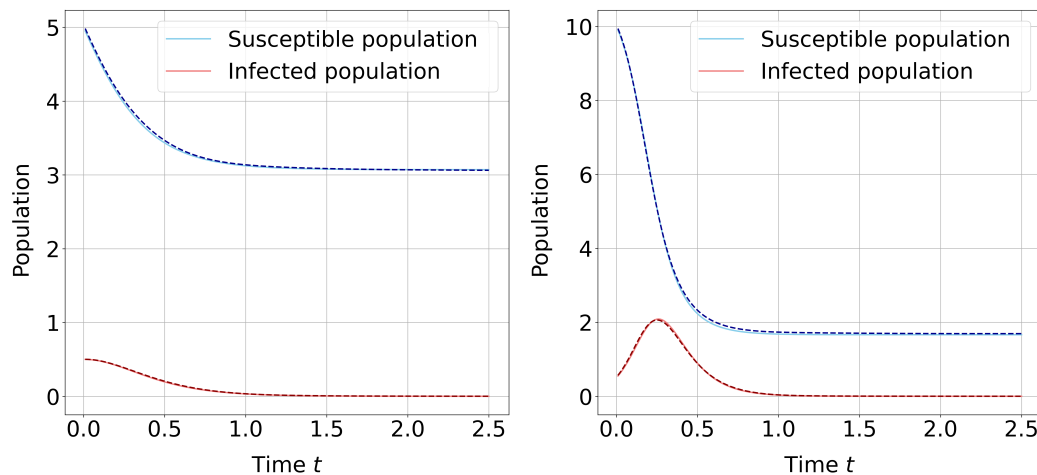 5
4
3
2
1
0
Population
Susceptible population
Infected population
0.0 0.5 1.0 1.5 2.0 2.5
Time t
10
8
6
4
2
0
Population
Susceptible population
Infected population
0.0 0.5 1.0 1.5 2.0 2.5
Time t